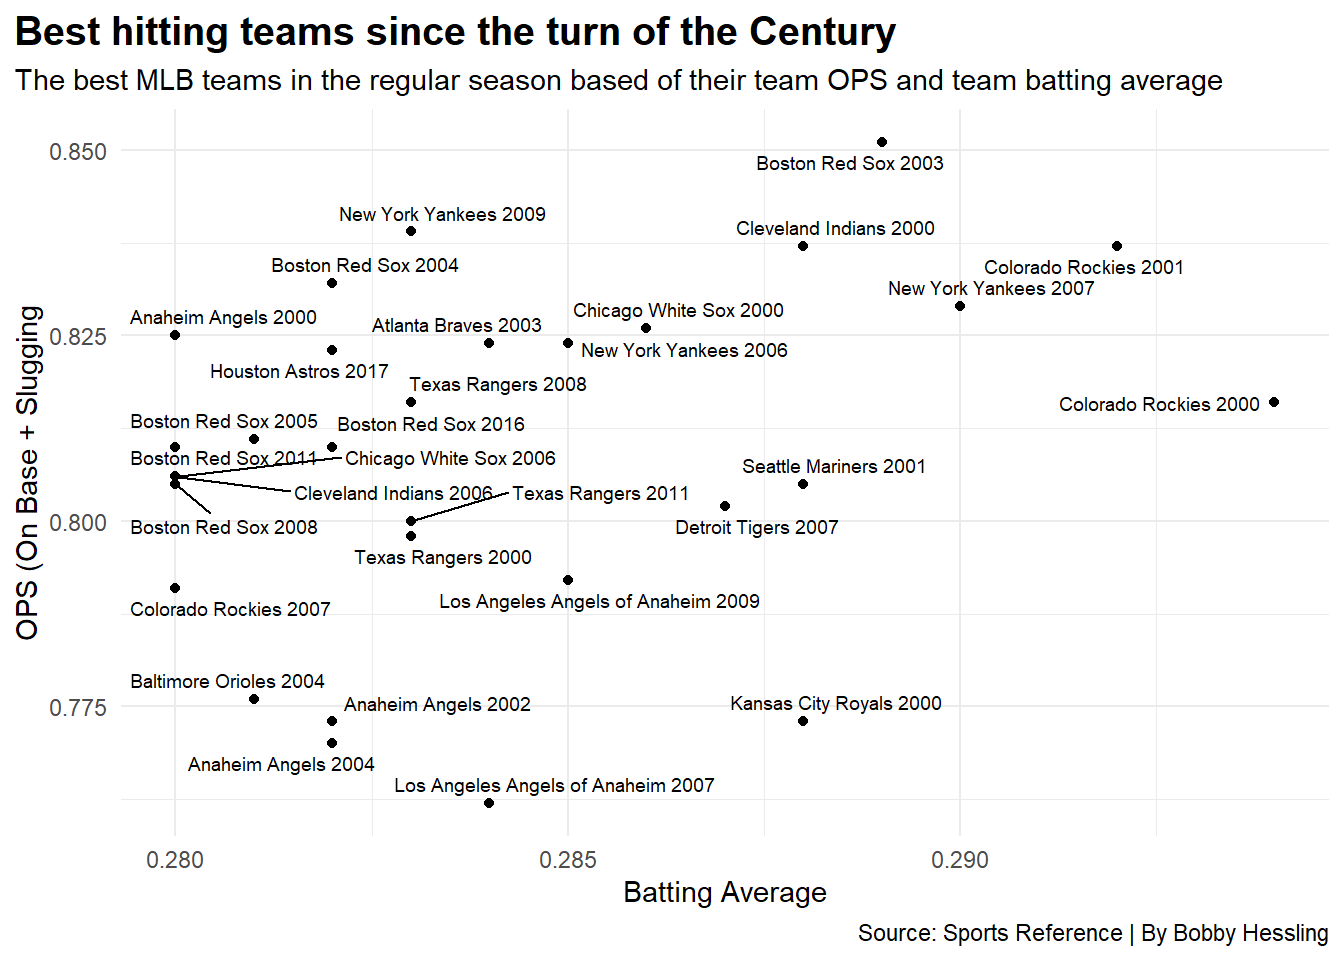 Best hitting teams since the turn of the Century
The best MLB teams in the regular season based of their team OPS and team batting average
0.850
Boston Red Sox 2003
New York Yankees 2009
Cleveland Indians 2000
Boston Red Sox 2004
Colorado Rockies 2001
New York Yankees 2007
Anaheim Angels 2000
Chicago White Sox 2000
Atlanta Braves 2003
0.825
New York Yankees 2006
Houston Astros 2017
Texas Rangers 2008
Colorado Rockies 2000
Boston Red Sox 2005
Boston Red Sox 2016
Boston Red Sox 2011
Chicago White Sox 2006
Seattle Mariners 2001
Cleveland Indians 2006
Texas Rangers 2011
0.800
Boston Red Sox 2008
Detroit Tigers 2007
Texas Rangers 2000
Colorado Rockies 2007
Los Angeles Angels of Anaheim 2009
Baltimore Orioles 2004
Anaheim Angels 2002
Kansas City Royals 2000
0.775
Anaheim Angels 2004
Los Angeles Angels of Anaheim 2007
OPS (On Base + Slugging
0.280
0.285
0.290
Batting Average
Source: Sports Reference | By Bobby Hessling